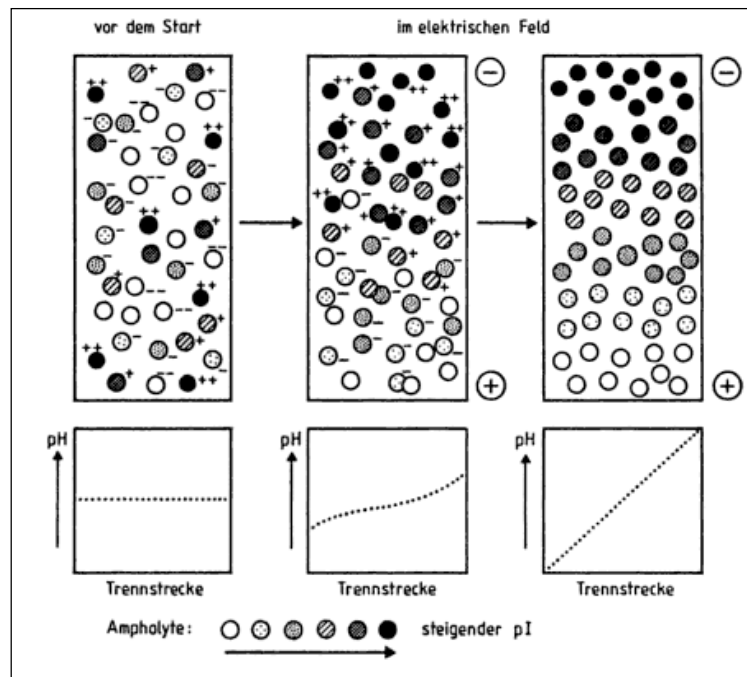 vor dem Start
im elektrischen Feld
pH
pH
pH
Trennstrecke
Trennstrecke
Trennstrecke
Ampholyte:
steigender pI